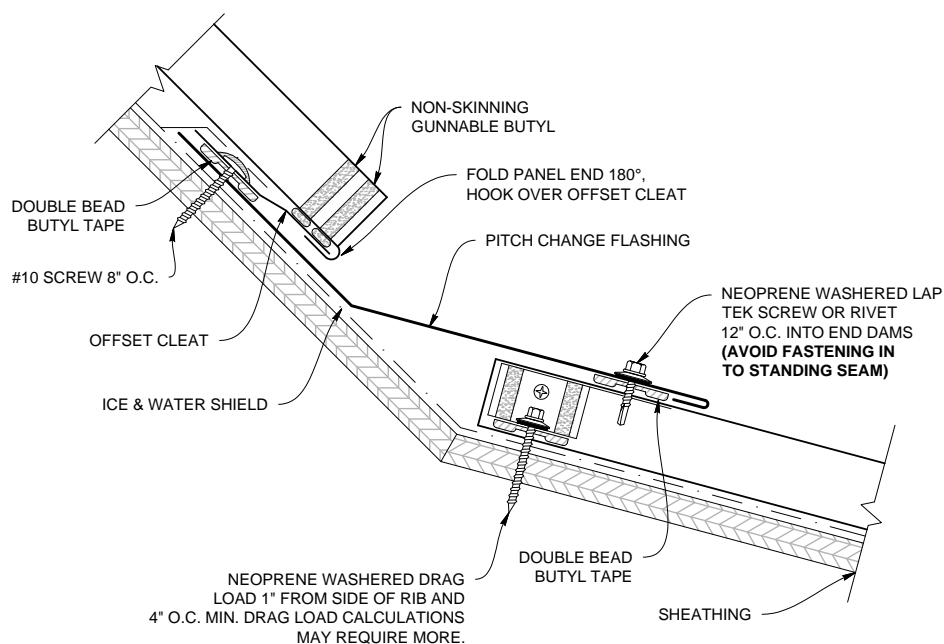 NON-SKINNING
GUNNABLE BUTYL
FOLD PANEL END 180°,
HOOK OVER OFFSET CLEAT
DOUBLE BEAD
BUTYL TAPE
PITCH CHANGE FLASHING
#10 SCREW 8" O.C.
NEOPRENE WASHERED LAP
TEK SCREW OR RIVET
12" O.C. INTO END DAMS
(AVOID FASTENING IN
TO STANDING SEAM)
OFFSET CLEAT
ICE & WATER SHIELD
DOUBLE BEAD
BUTYL TAPE
NEOPRENE WASHERED DRAG
LOAD 1" FROM SIDE OF RIB AND
4" O.C. MIN. DRAG LOAD CALCULATIONS
MAY REQUIRE MORE.
SHEATHING